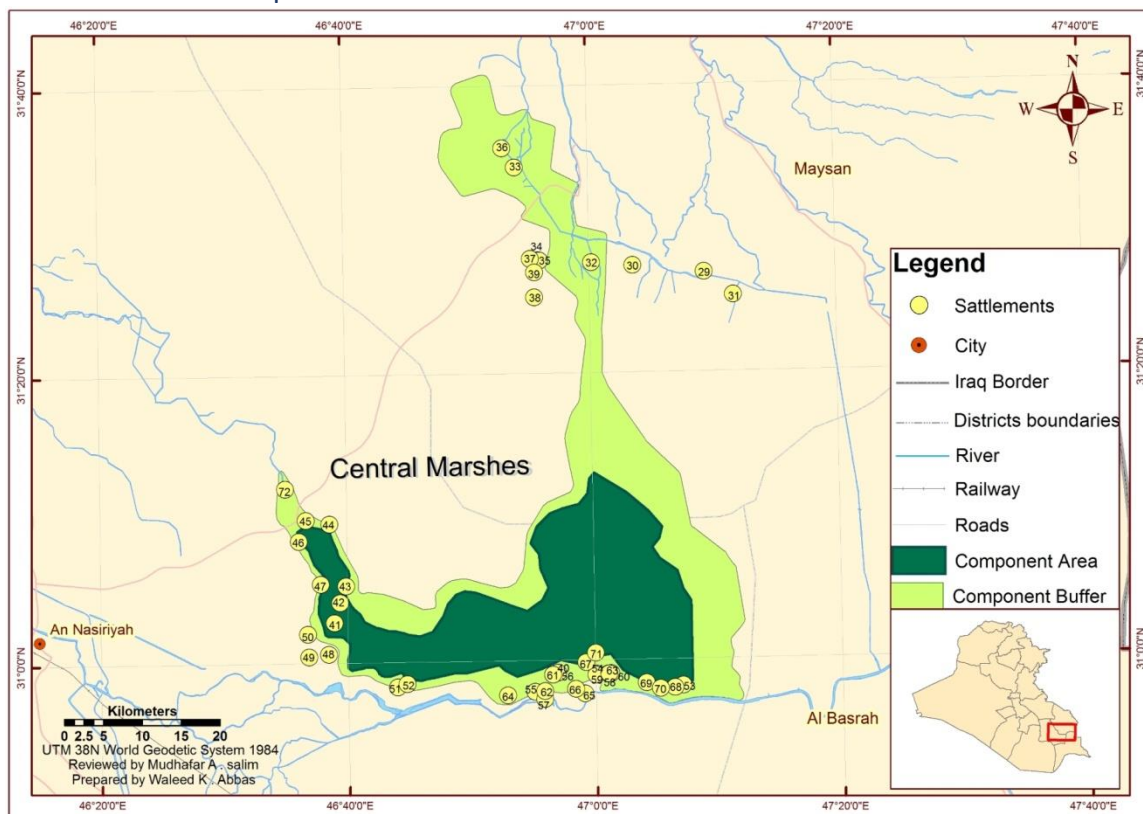 46°20'0"E
46°40'0"E
47°0'0"E
47°20'0"E
47°40'0"E
31°40'0"N
31°40'0"N
N
W
E
S
Maysan
36
33
34
37
35
39
38
32
30
29
31
31°20'0"N
31°20'0"N
Legend
Sattlements
City
Iraq Border
Districts boundaries
River
Railway
Roads
Component Area
Component Buffer
Central Marshes
72
45
44
46
47
43
42
41
50
49
48
An Nasiriyah
31°0'0"N
31°0'0"N
51
52
71
67
40
54
63
61
56
59
58
60
69
70
68
53
64
55
62
57
66
65
Al Basrah
Kilometers
0 2.5 5 10 15 20
UTM 38N World Geodetic System 1984
Reviewed by Mudhafar A . salim
Prepared by Waleed K . Abbas
46°20'0"E
46°40'0"E
47°0'0"E
47°20'0"E
47°40'0"E